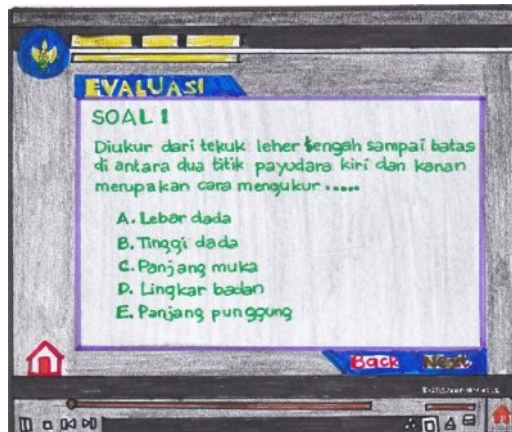 EVALUASI
SOAL 1
Diukur dari tekuk leher tengah sampai batas
di antara dua titik payudara kiri dan kanan
merupakan cara mengukur .....
A. Lebar dada
B. Tinggi dada
C. Panjang muka
D. Lingkar badan
E. Panjang punggung
Back Next